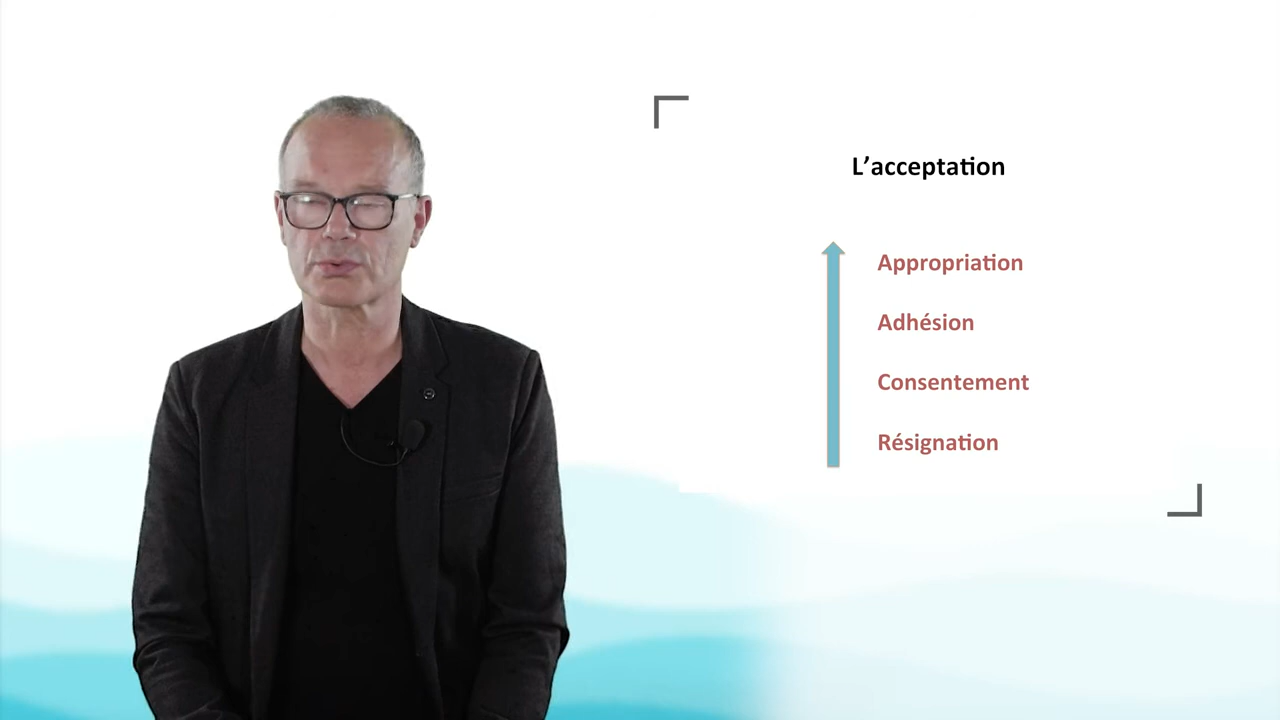 L’acceptation
Appropriation
Adhésion
Consentement
Résignation